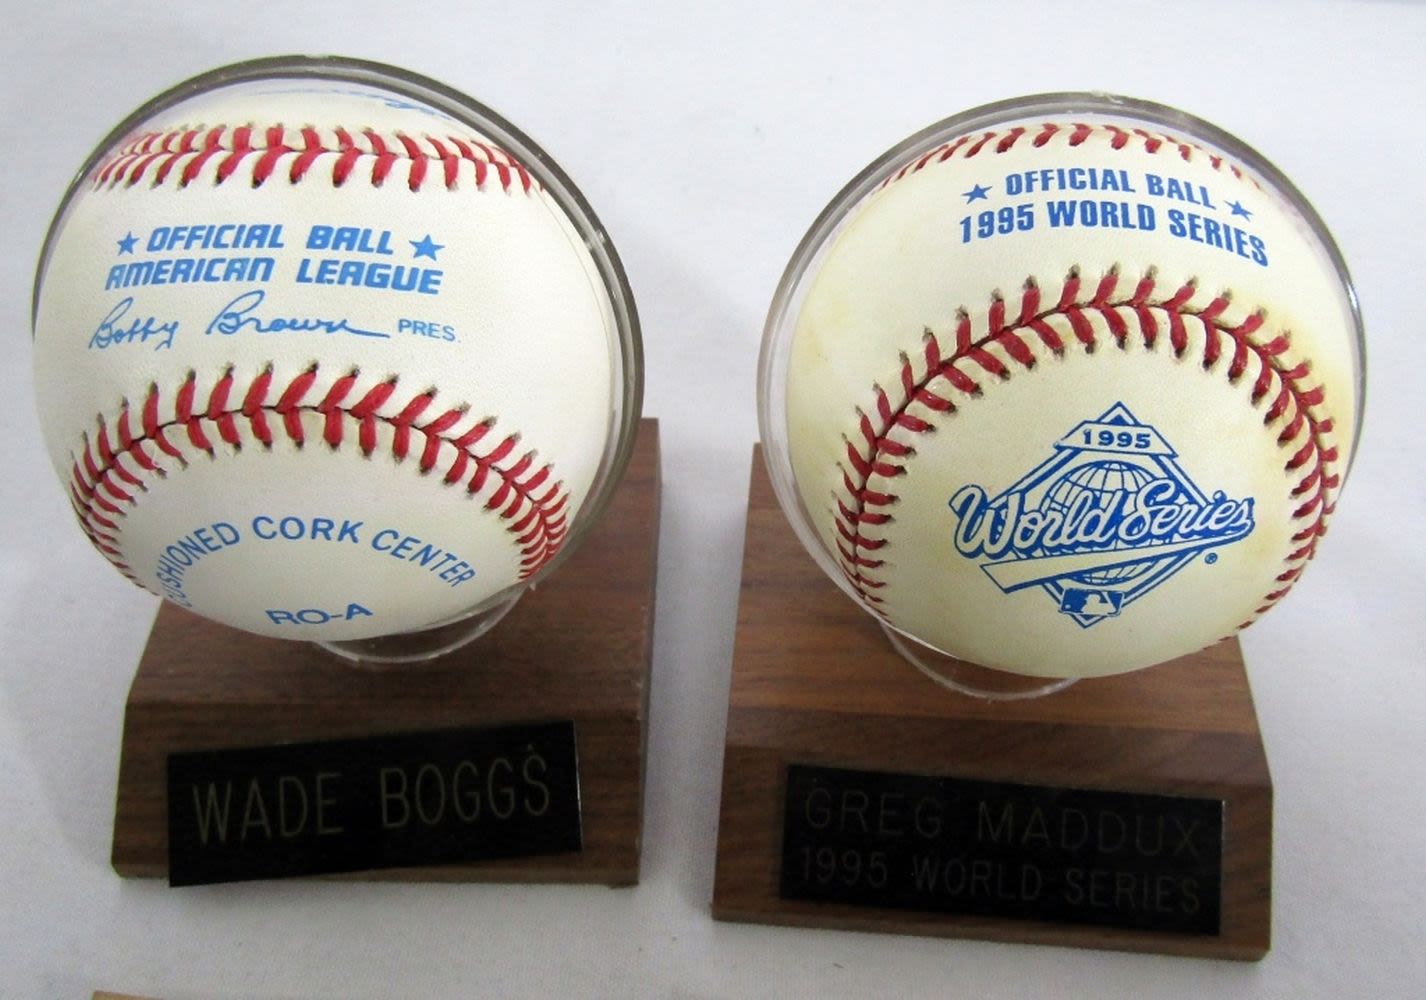 ★ OFFICIAL BALL ★
AMERICAN LEAGUE
Bobby Brown PRES.
CUSHIONED CORK CENTER
RO-A
WADE BOGGS
★ OFFICIAL BALL ★
1995 WORLD SERIES
1995
World Series
®
GREG MADDUX
1995 WORLD SERIES